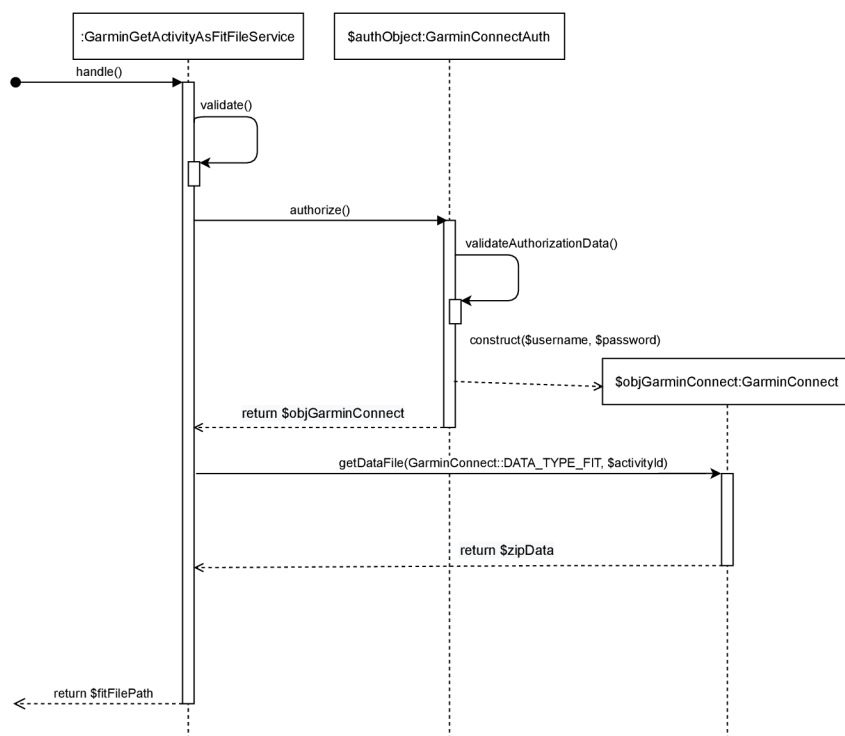 :GarminGetActivityAsFitFileService
$authObject:GarminConnectAuth
handle()
validate()
authorize()
validateAuthorizationData()
construct($username, $password)
$objGarminConnect:GarminConnect
return $objGarminConnect
getDataFile(GarminConnect::DATA_TYPE_FIT, $activityId)
return $zipData
return $fitFilePath